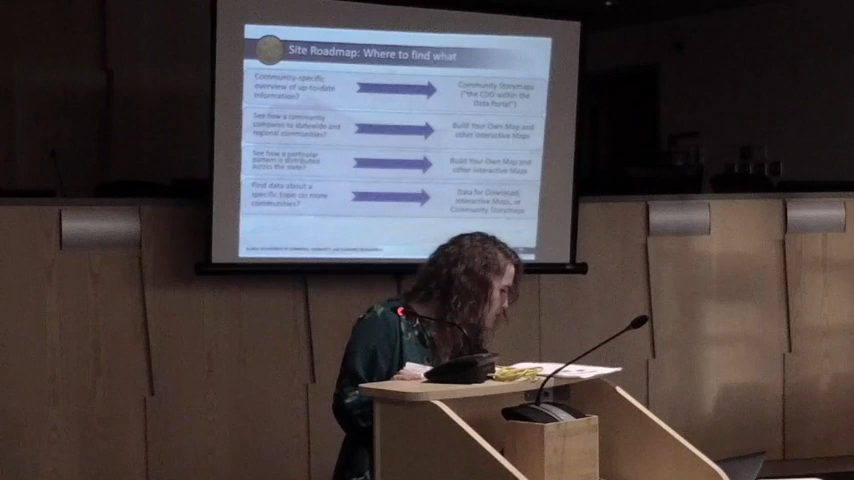 Site Roadmap: Where to find what
Community-specific
overview of up-to-date
information?
Community Storymaps
("the CDO within the
Data Portal")
See how a community
compares to statewide and
regional communities?
Build Your Own Map and
other Interactive Maps
See how a particular
pattern is distributed
across the state?
Build Your Own Map and
other Interactive Maps
Find data about a
specific topic on more
communities?
Data for Download,
Interactive Maps, or
Community Storymaps